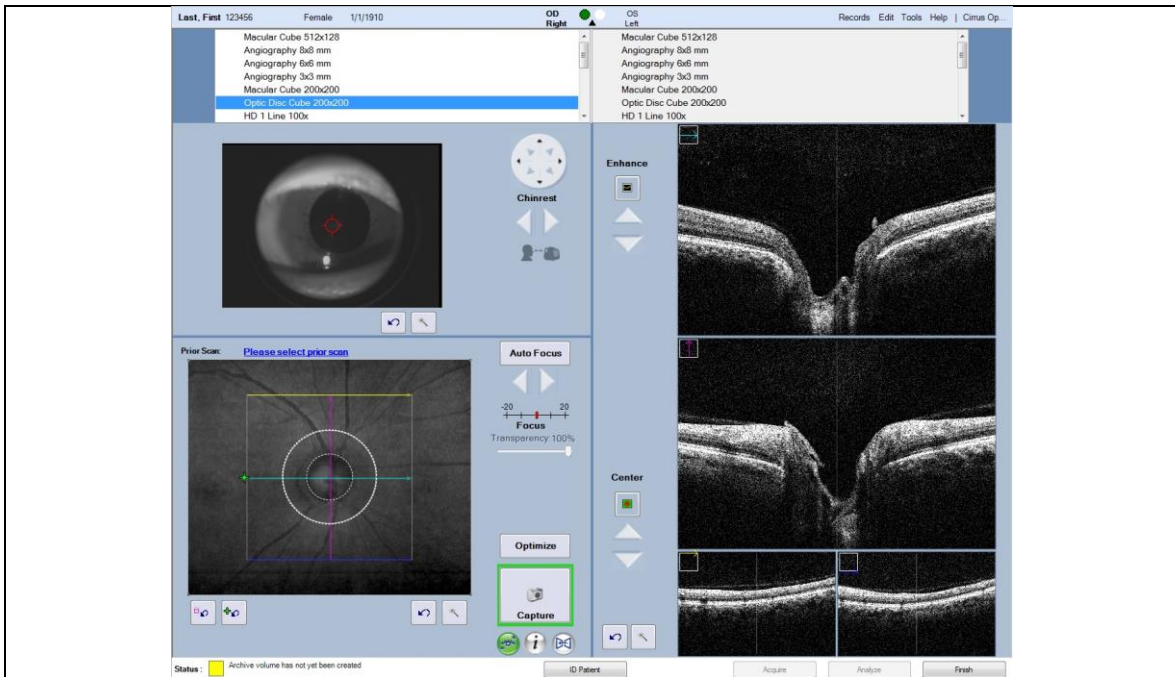 Last, First 123456 Female 1/1/1910 OD Right OS Left Records Edit Tools Help | Cirrus Op...
Macular Cube 512x128
Angiography 8x8 mm
Angiography 6x6 mm
Angiography 3x3 mm
Macular Cube 200x200
Optic Disc Cube 200x200
HD 1 Line 100x
Macular Cube 512x128
Angiography 8x8 mm
Angiography 6x6 mm
Angiography 3x3 mm
Macular Cube 200x200
Optic Disc Cube 200x200
HD 1 Line 100x
Chinrest
Prior Scan: Please select prior scan
Auto Focus
-20 20
Focus
Transparency 100%
Optimize
Capture
Enhance
Center
Status : Archive volume has not yet been created ID Patient Acquire Analyze Finish